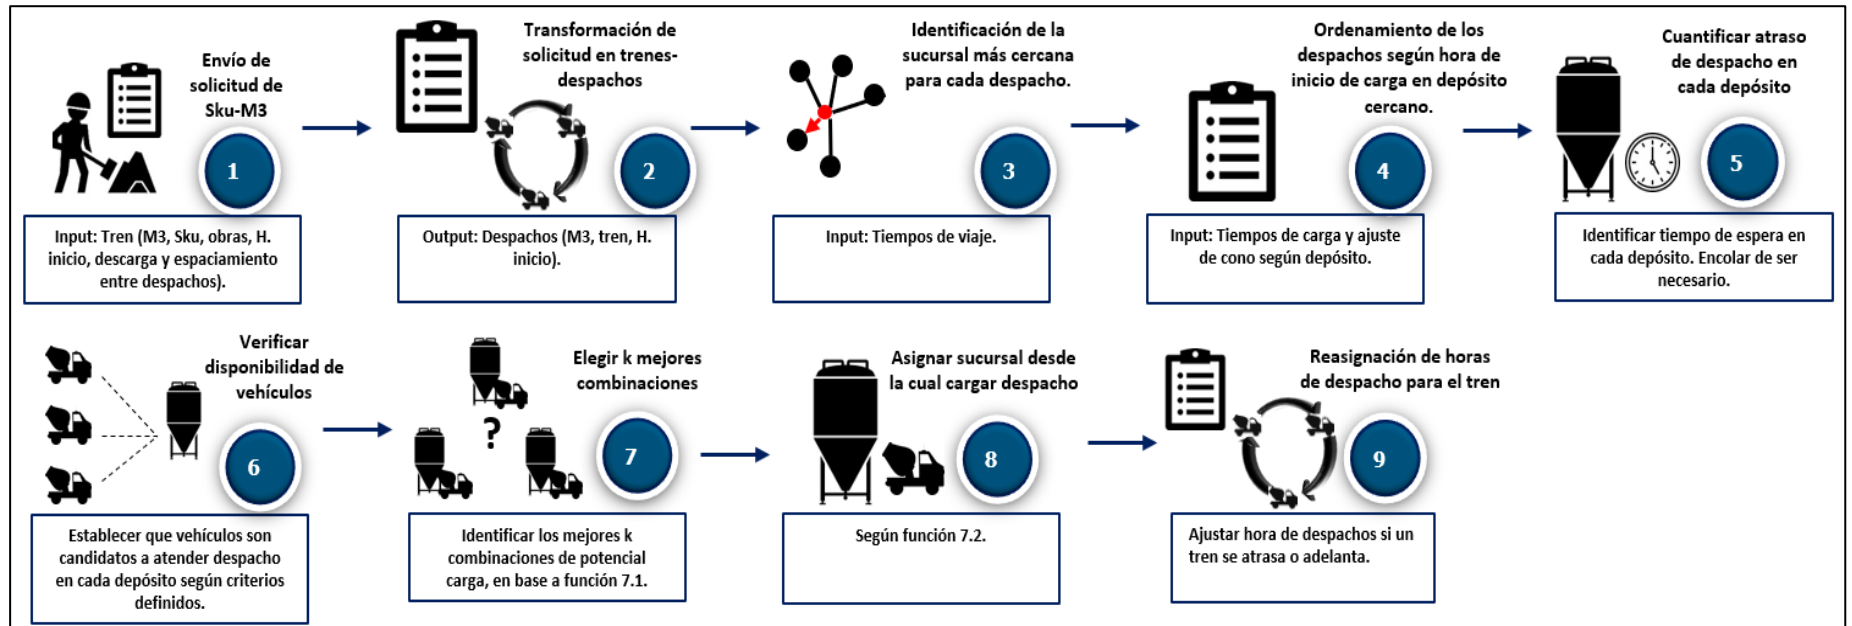 Envío de
solicitud de
Sku-M3
1
Input: Tren (M3, Sku, obras, H.
inicio, descarga y espaciamiento
entre despachos).
Transformación de
solicitud en trenes-
despachos
2
Output: Despachos (M3, tren, H.
inicio).
Identificación de la
sucursal más cercana
para cada despacho.
3
Input: Tiempos de viaje.
Ordenamiento de los
despachos según hora de
inicio de carga en depósito
cercano.
4
Input: Tiempos de carga y ajuste
de cono según depósito.
Cuantificar atraso
de despacho en
cada depósito
5
Identificar tiempo de espera en
cada depósito. Encolar de ser
necesario.
Verificar
disponibilidad de
vehículos
6
Establecer que vehículos son
candidatos a atender despacho
en cada depósito según criterios
definidos.
Elegir k mejores
combinaciones
?
7
Identificar los mejores k
combinaciones de potencial
carga, en base a función 7.1.
Asignar sucursal desde
la cual cargar despacho
8
Según función 7.2.
Reasignación de horas
de despacho para el tren
9
Ajustar hora de despachos si un
tren se atrasa o adelanta.